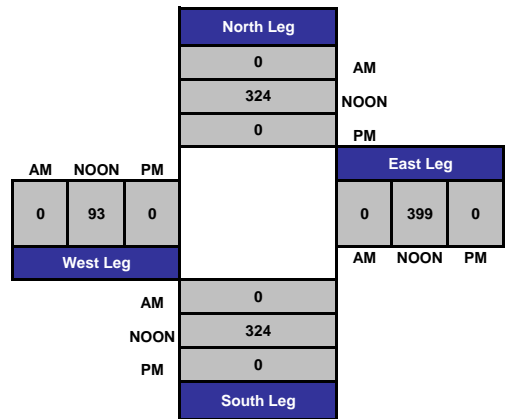 North Leg
0 AM
324 NOON
0 PM
East Leg
AM NOON PM
0 93 0
0 399 0
West Leg
AM NOON PM
AM 0
NOON 324
PM 0
South Leg